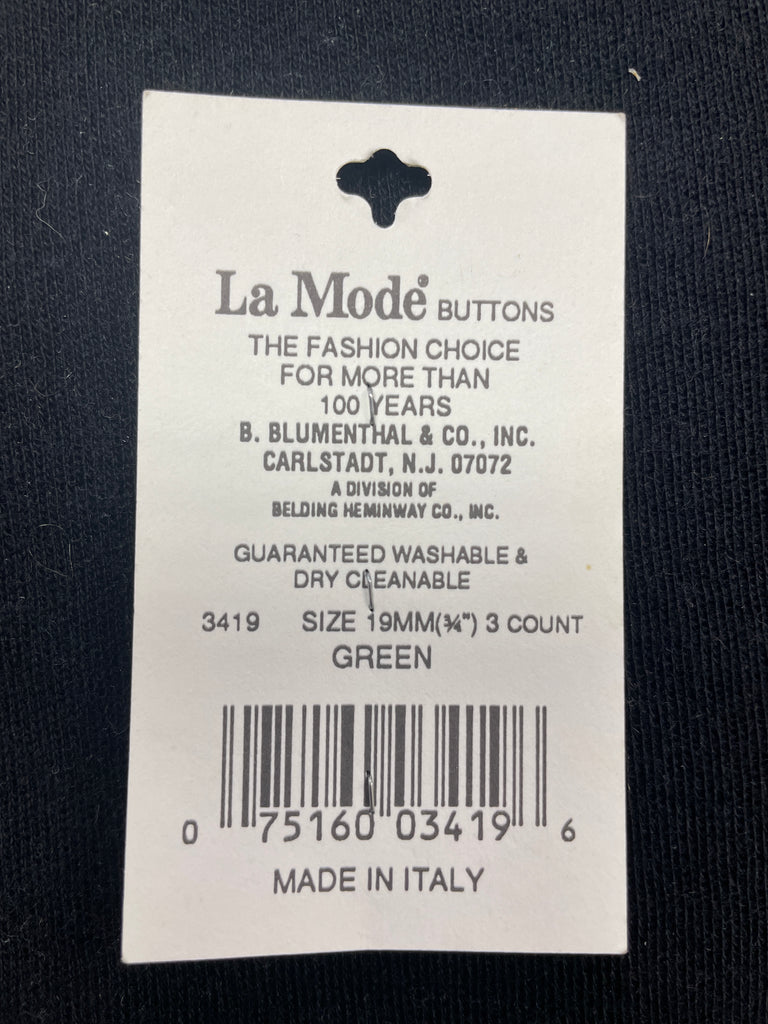 La Mode® BUTTONS
THE FASHION CHOICE
FOR MORE THAN
100 YEARS
B. BLUMENTHAL & CO., INC.
CARLSTADT, N.J. 07072
A DIVISION OF
BELDING HEMINWAY CO., INC.
GUARANTEED WASHABLE &
DRY CLEANABLE
3419 SIZE 19MM(¾") 3 COUNT
GREEN
0 75160 03419 6
MADE IN ITALY